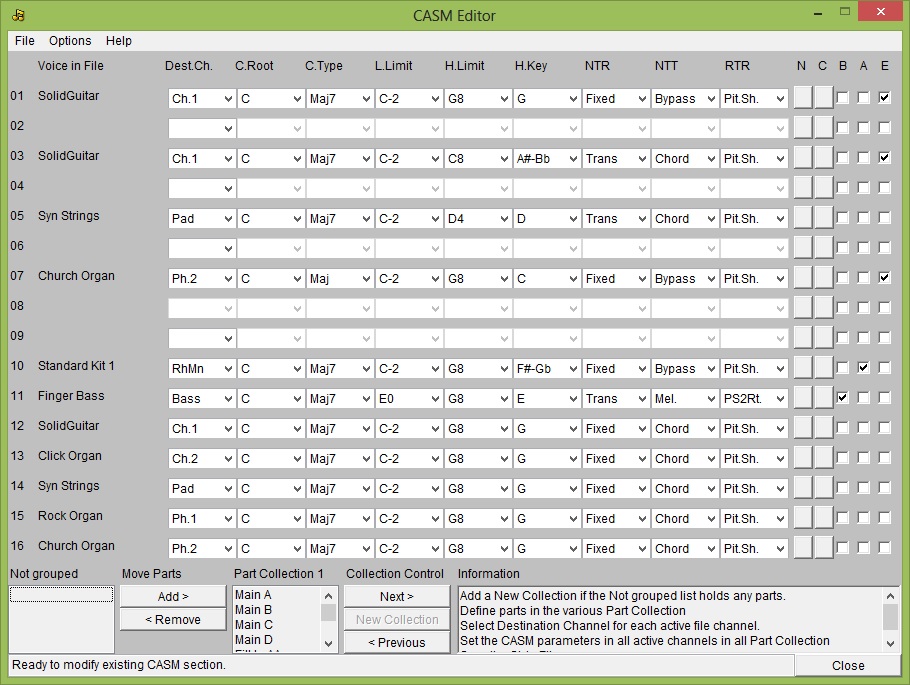 CASM Editor
File Options Help
Voice in File Dest.Ch. C.Root C.Type L.Limit H.Limit H.Key NTR NTT RTR N C B A E
01 SolidGuitar Ch.1 C Maj7 C-2 G8 G Fixed Bypass Pit.Sh.
02
03 SolidGuitar Ch.1 C Maj7 C-2 C8 A#-Bb Trans Chord Pit.Sh.
04
05 Syn Strings Pad C Maj7 C-2 D4 D Trans Chord Pit.Sh.
06
07 Church Organ Ph.2 C Maj C-2 G8 C Fixed Bypass Pit.Sh.
08
09
10 Standard Kit 1 RhMn C Maj7 C-2 G8 F#-Gb Fixed Bypass Pit.Sh.
11 Finger Bass Bass C Maj7 E0 G8 E Trans Mel. PS2Rt.
12 SolidGuitar Ch.1 C Maj7 C-2 G8 G Fixed Chord Pit.Sh.
13 Click Organ Ch.2 C Maj7 C-2 G8 G Fixed Chord Pit.Sh.
14 Syn Strings Pad C Maj7 C-2 G8 G Fixed Chord Pit.Sh.
15 Rock Organ Ph.1 C Maj7 C-2 G8 G Fixed Chord Pit.Sh.
16 Church Organ Ph.2 C Maj7 C-2 G8 G Fixed Chord Pit.Sh.
Not grouped Move Parts Part Collection 1 Collection Control Information
Add >
< Remove
Main A
Main B
Main C
Main D
Next >
New Collection
< Previous
Add a New Collection if the Not grouped list holds any parts.
Define parts in the various Part Collection
Select Destination Channel for each active file channel.
Set the CASM parameters in all active channels in all Part Collection
Ready to modify existing CASM section.
Close